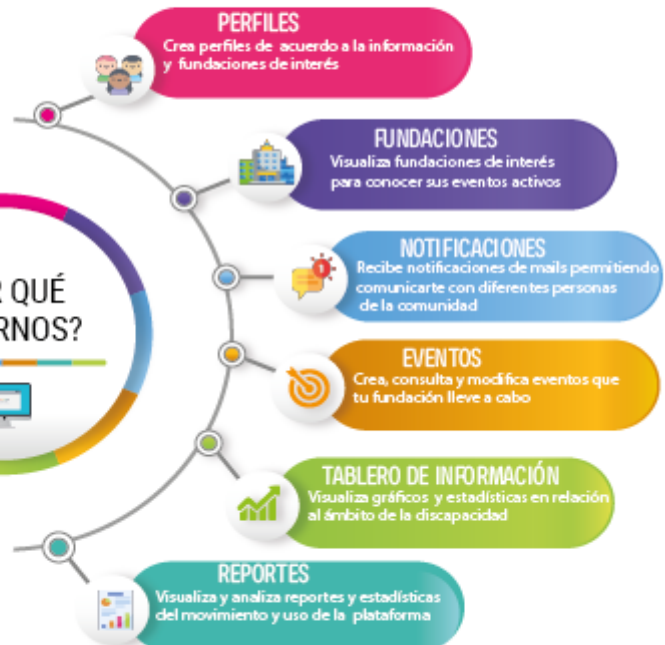 PERFILES
Crea perfiles de acuerdo a la información
y fundaciones de interés
FUNDACIONES
Visualiza fundaciones de interés
para conocer sus eventos activos
NOTIFICACIONES
Recibe notificaciones de mails permitiendo
comunicarte con diferentes personas
de la comunidad
QUÉ
RNOS?
EVENTOS
Crea, consulta y modifica eventos que
tu fundación lleve a cabo
TABLERO DE INFORMACIÓN
Visualiza gráficos y estadísticas en relación
al ámbito de la discapacidad
REPORTES
Visualiza y analiza reportes y estadísticas
del movimiento y uso de la plataforma